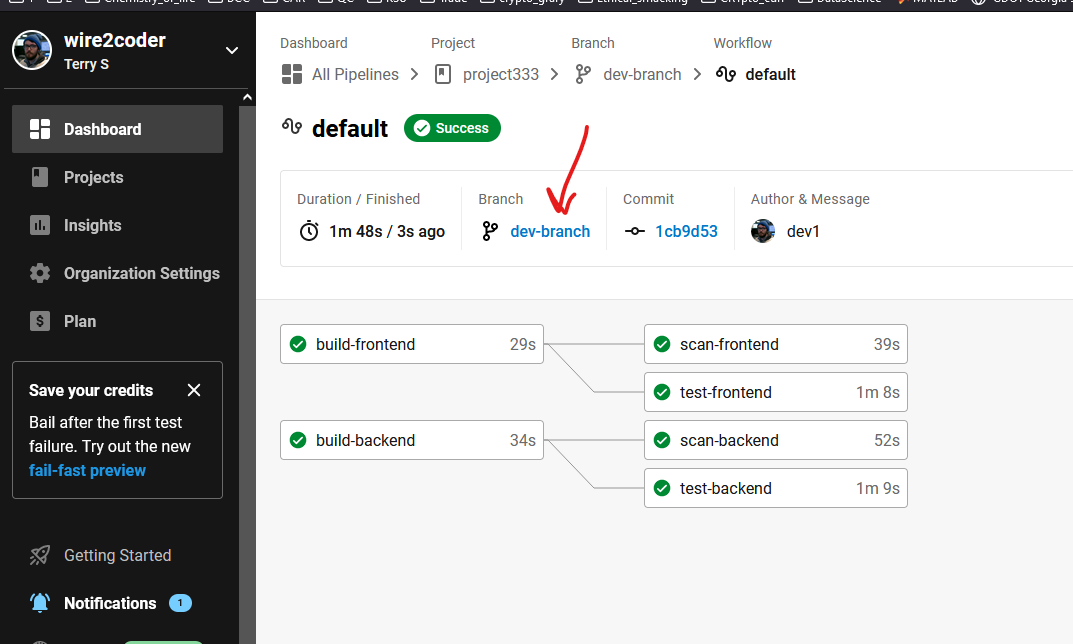 wire2coder
Terry S
Dashboard
Projects
Insights
Organization Settings
Plan
Save your credits
Bail after the first test
failure. Try out the new
fail-fast preview
Getting Started
Notifications 1
Dashboard Project Branch Workflow
All Pipelines project333 dev-branch default
default Success
Duration / Finished Branch Commit Author & Message
1m 48s / 3s ago dev-branch 1cb9d53 dev1
build-frontend 29s scan-frontend 39s
test-frontend 1m 8s
build-backend 34s scan-backend 52s
test-backend 1m 9s